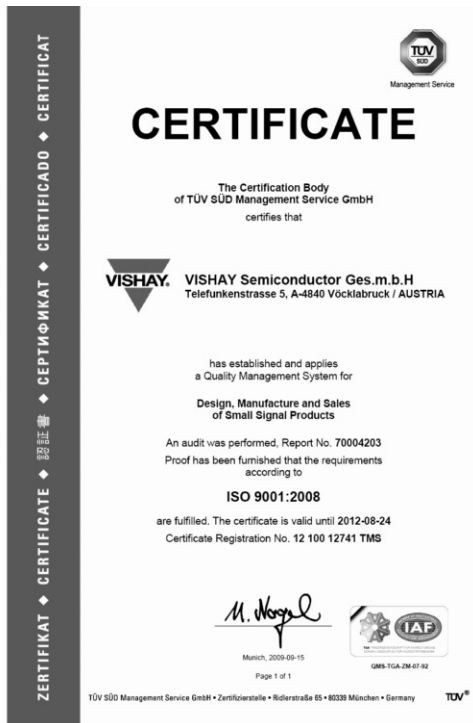 TÜV
SÜD
Management Service
CERTIFICATE
The Certification Body
of TÜV SÜD Management Service GmbH
certifies that
VISHAY.
VISHAY Semiconductor Ges.m.b.H
Telefunkenstrasse 5, A-4840 Vöcklabruck / AUSTRIA
has established and applies
a Quality Management System for
Design, Manufacture and Sales
of Small Signal Products
An audit was performed, Report No. 70004203
Proof has been furnished that the requirements
according to
ISO 9001:2008
are fulfilled. The certificate is valid until 2012-08-24
Certificate Registration No. 12 100 12741 TMS
M. Nagel
Munich, 2009-09-15
Page 1 of 1
IAF
QMS-TGA-ZM-07-92
TÜV SÜD Management Service GmbH • Zertifizierstelle • Ridlerstraße 65 • 80339 München • Germany
TÜV®
ZERTIFIKAT ◆ CERTIFICATE ◆ 認証書 ◆ СЕРТИФИКАТ ◆ CERTIFICADO ◆ CERTIFICAT